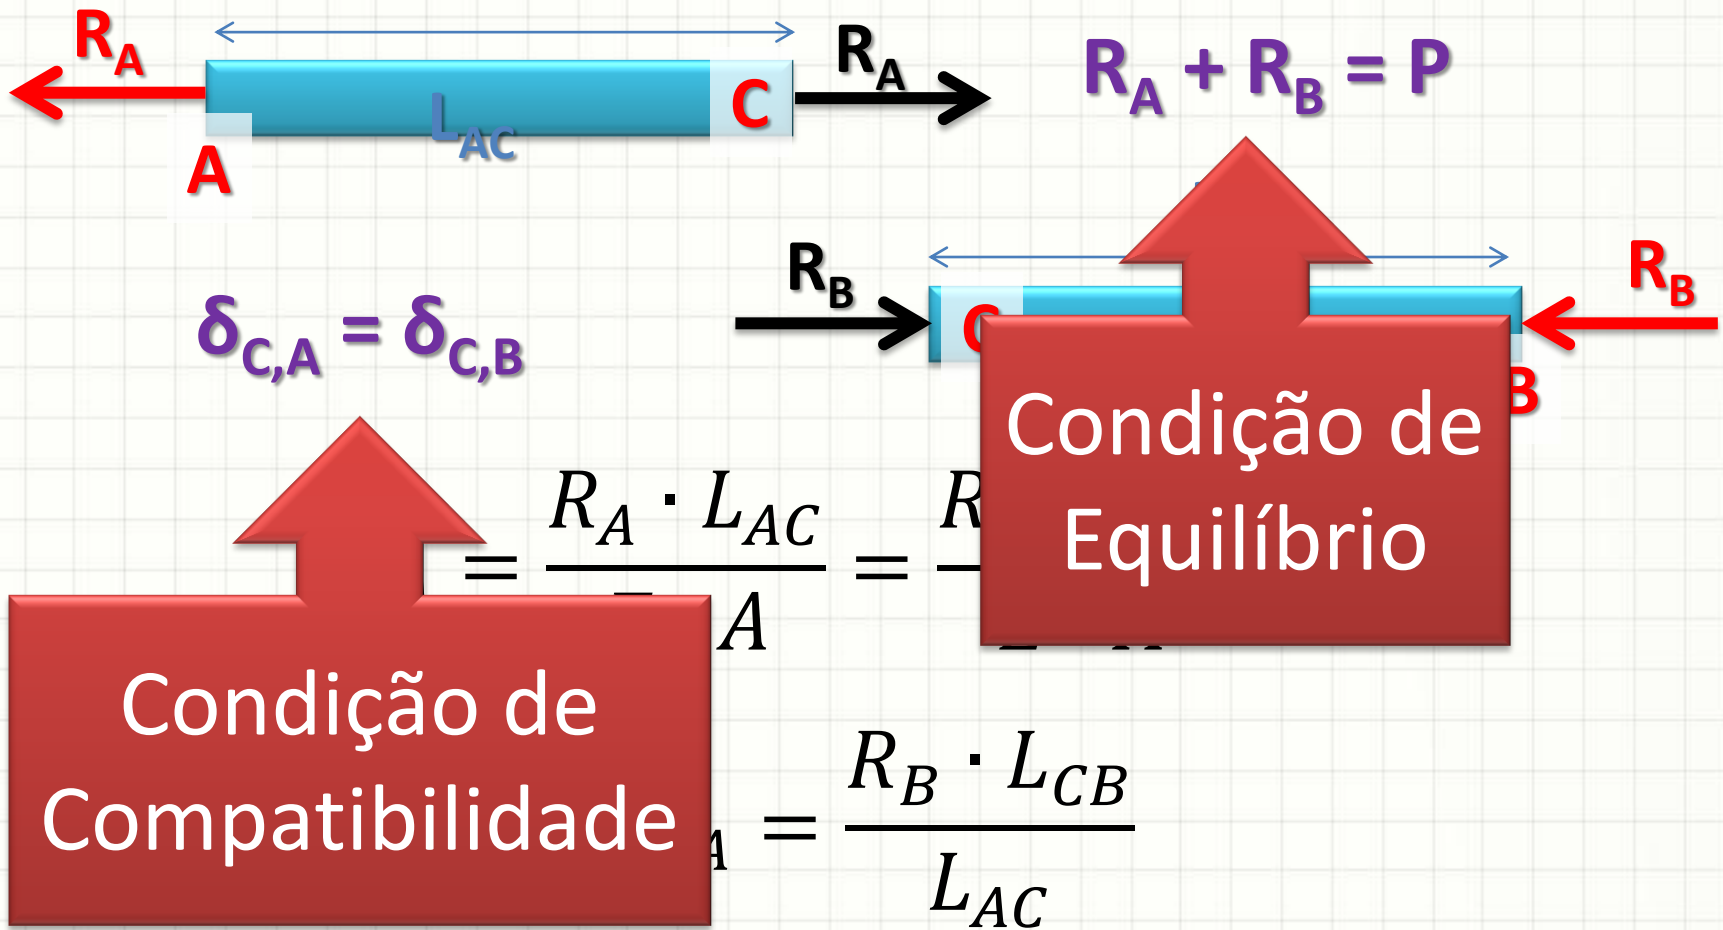 R_A
R_A
R_A + R_B = P
L_AC
C
A
R_B
R_B
δ_C,A = δ_C,B
B
Condição de
Equilíbrio
= R_A · L_AC / A =
Condição de
Compatibilidade
= R_B · L_CB / L_AC